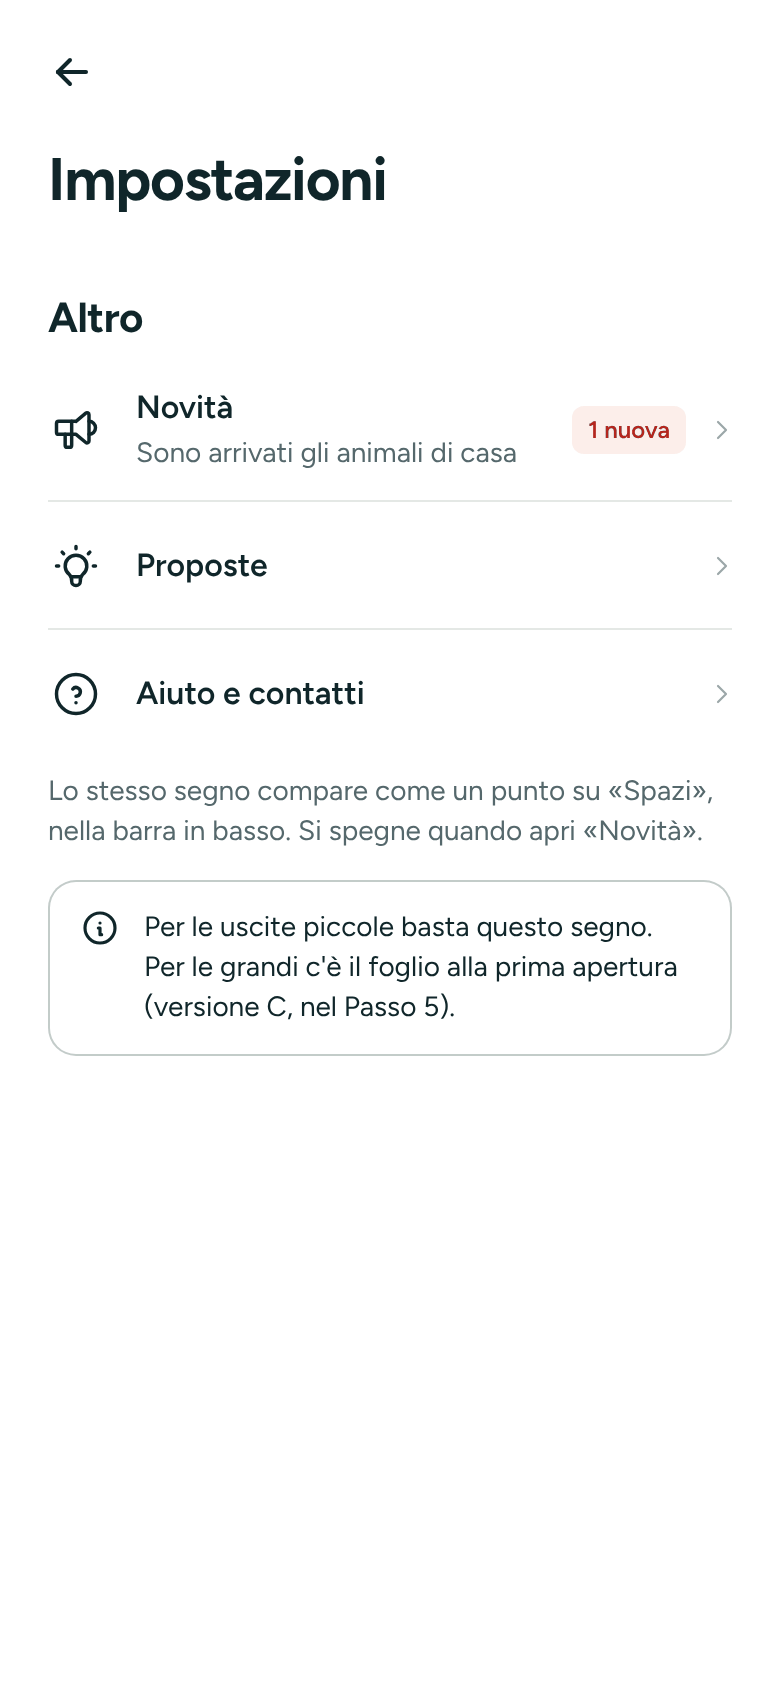 Impostazioni
Altro
Novità
Sono arrivati gli animali di casa
1 nuova
Proposte
Aiuto e contatti
Lo stesso segno compare come un punto su «Spazi»,
nella barra in basso. Si spegne quando apri «Novità».
Per le uscite piccole basta questo segno.
Per le grandi c'è il foglio alla prima apertura
(versione C, nel Passo 5).